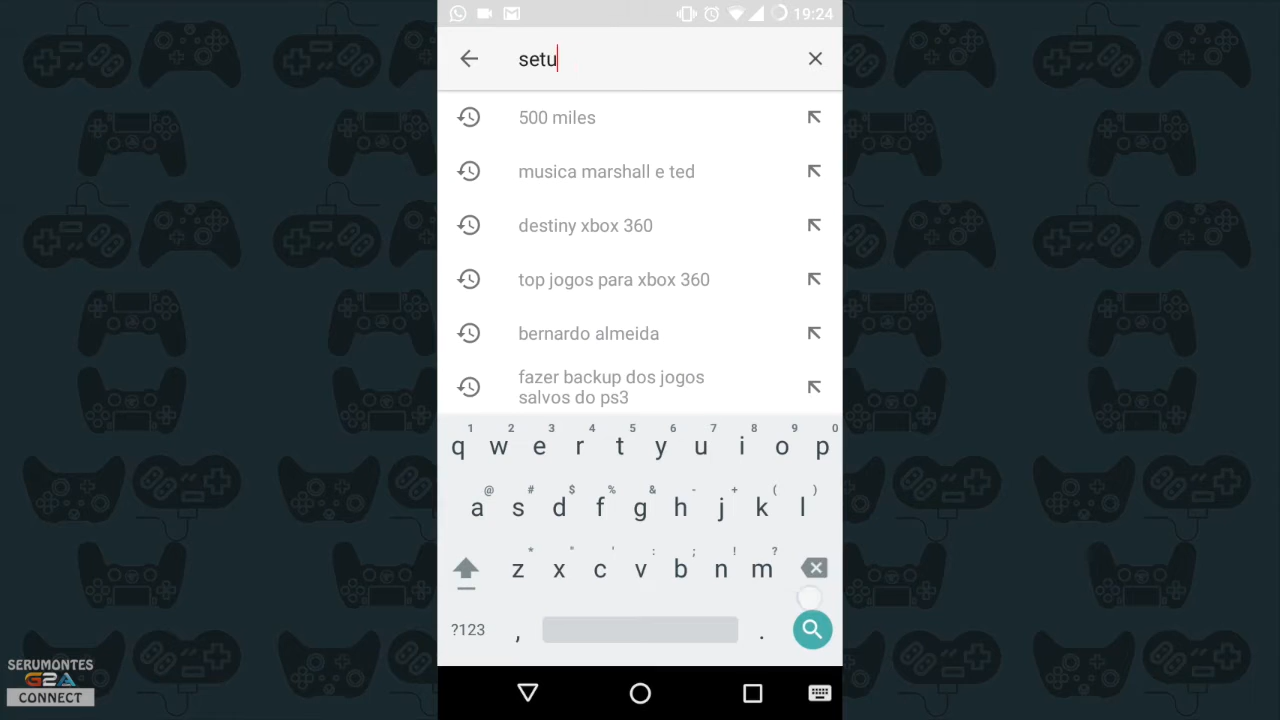 19:24
setu
500 miles
musica marshall e ted
destiny xbox 360
top jogos para xbox 360
bernardo almeida
fazer backup dos jogos
salvos do ps3
1 2 3 4 5 6 7 8 9 0
q w e r t y u i o p
@ # $ % & - + ( )
a s d f g h j k l
* " ' : ; ! ?
z x c v b n m
?123 , .
SERUMONTES
G2A
CONNECT